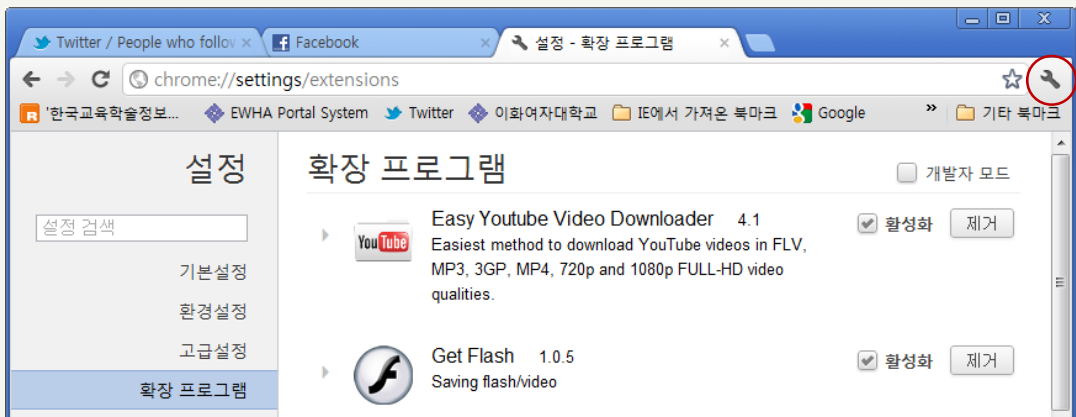 Twitter / People who follov
Facebook
설정 - 확장 프로그램
chrome://settings/extensions
'한국교육학술정보...
EWHA Portal System
Twitter
이화여자대학교
IE에서 가져온 북마크
Google
»
기타 북마크
설정
설정 검색
기본설정
환경설정
고급설정
확장 프로그램
확장 프로그램
개발자 모드
You Tube
Easy Youtube Video Downloader 4.1
활성화
제거
Easiest method to download YouTube videos in FLV,
MP3, 3GP, MP4, 720p and 1080p FULL-HD video
qualities.
Get Flash 1.0.5
활성화
제거
Saving flash/video